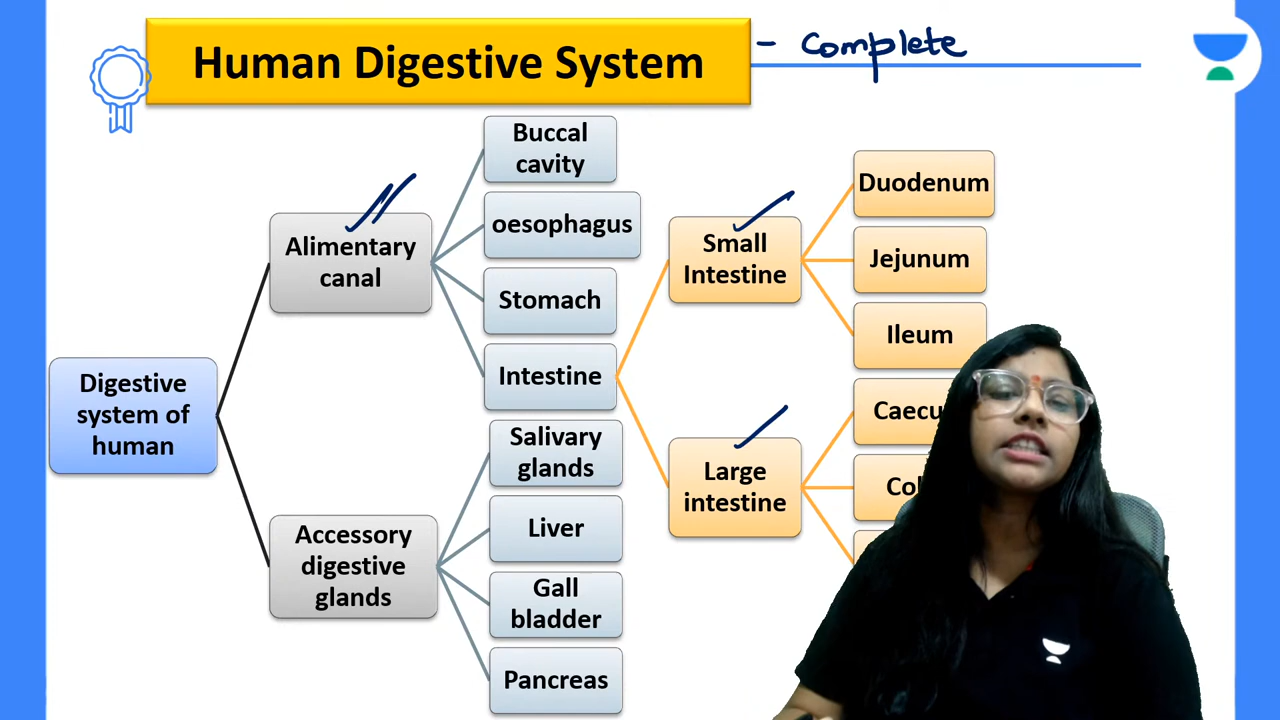 Human Digestive System
- Complete
Digestive
system of
human
Alimentary
canal
Accessory
digestive
glands
Buccal
cavity
oesophagus
Stomach
Intestine
Salivary
glands
Liver
Gall
bladder
Pancreas
Small
Intestine
Large
intestine
Duodenum
Jejunum
Ileum